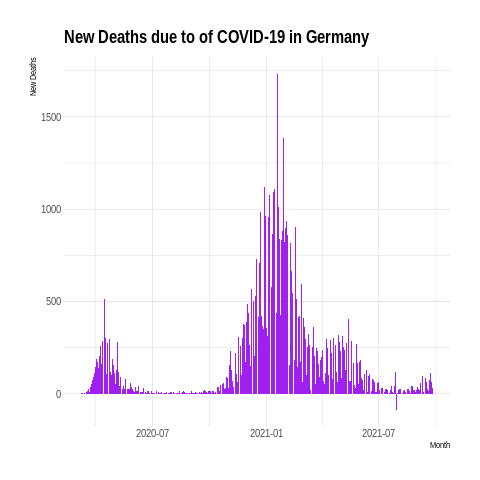 New Deaths due to of COVID-19 in Germany
New Deaths
1500
1000
500
0
2020-07
2021-01
2021-07
Month